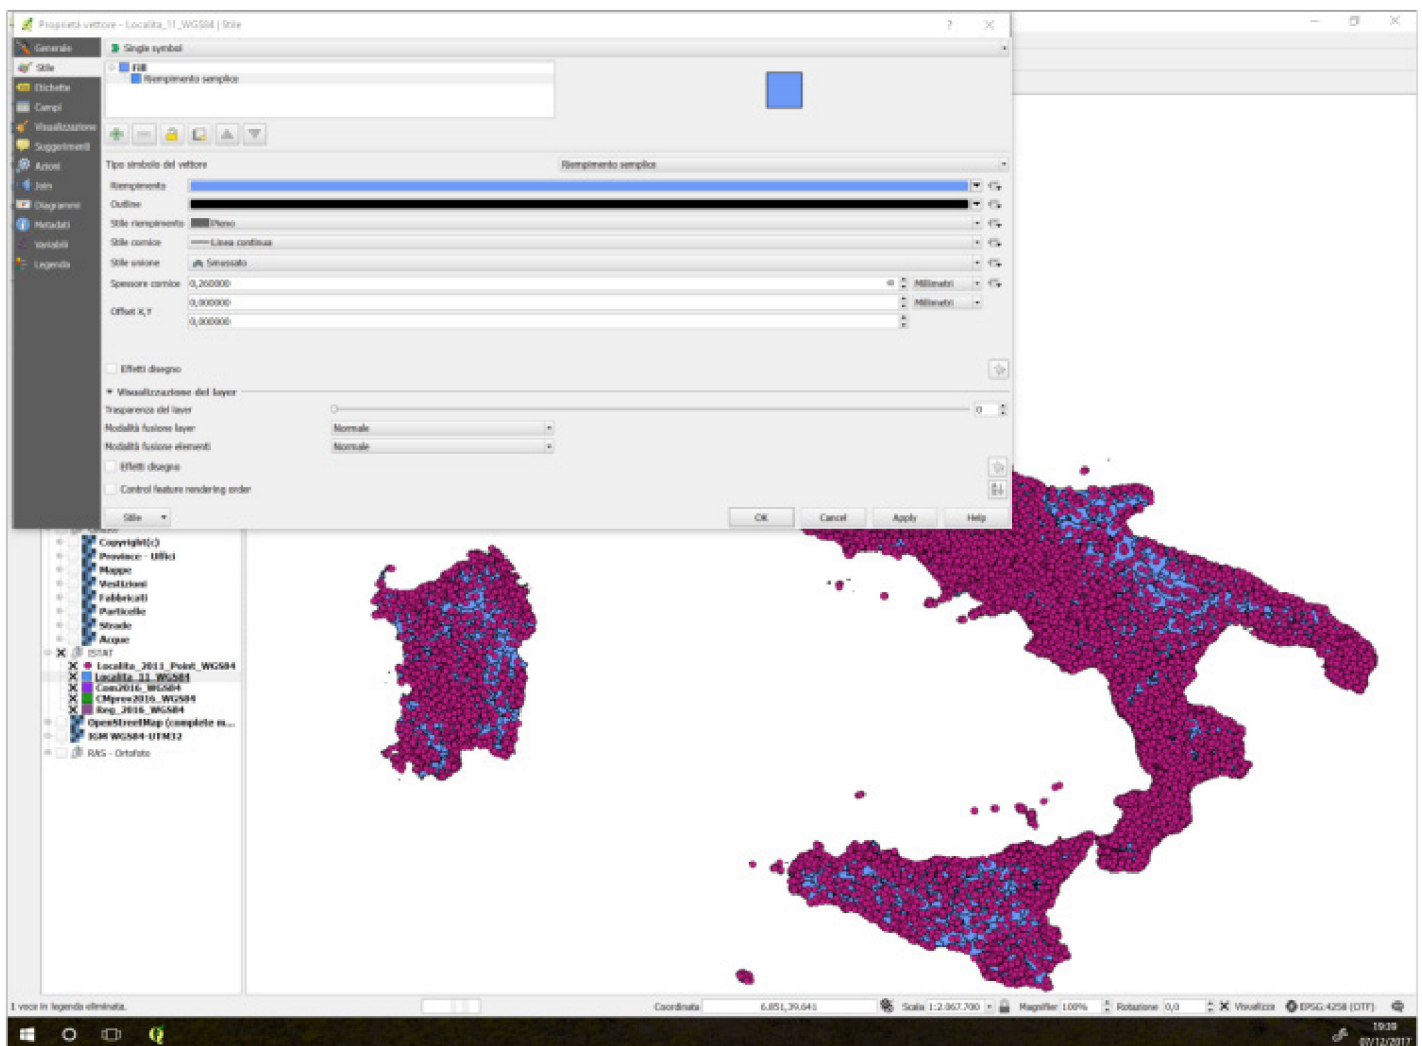 Proprietà vettore - Localita_11_WGS84 | Stile
Generale
Single symbol
Stile
Fill
Riempimento semplice
Etichette
Campi
Visualizzazione
Suggerimenti
Azioni
Join
Diagrammi
Metadati
Variabili
Legenda
Tipo simbolo del vettore
Riempimento semplice
Riempimento
Outline
Stile riempimento Pieno
Stile cornice Linea continua
Stile unione Smussato
Spessore cornice 0,260000 Millimetri
0,000000 Millimetri
Offset X,Y
0,000000
Effetti disegno
Visualizzazione del layer
Trasparenza del layer 0
Modalità fusione layer Normale
Modalità fusione elementi Normale
Effetti disegno
Control feature rendering order
Stile OK Cancel Apply Help
Copyright(c)
Province - Uffici
Mappe
Vestizioni
Fabbricati
Particelle
Strade
Acque
ISTAT
Localita_2011_Point_WGS84
Localita_11_WGS84
Com2016_WGS84
CMprov2016_WGS84
Reg_2016_WGS84
OpenStreetMap (complete m...
IGM WGS84-UTM32
RAS - Ortofoto
1 voce in legenda eliminata.
Coordinata 6.851,39.641 Scala 1:2.067.700 Magnifier 100% Rotazione 0,0 Visualizza EPSG:4258 (OTF)
19:39
07/12/2017